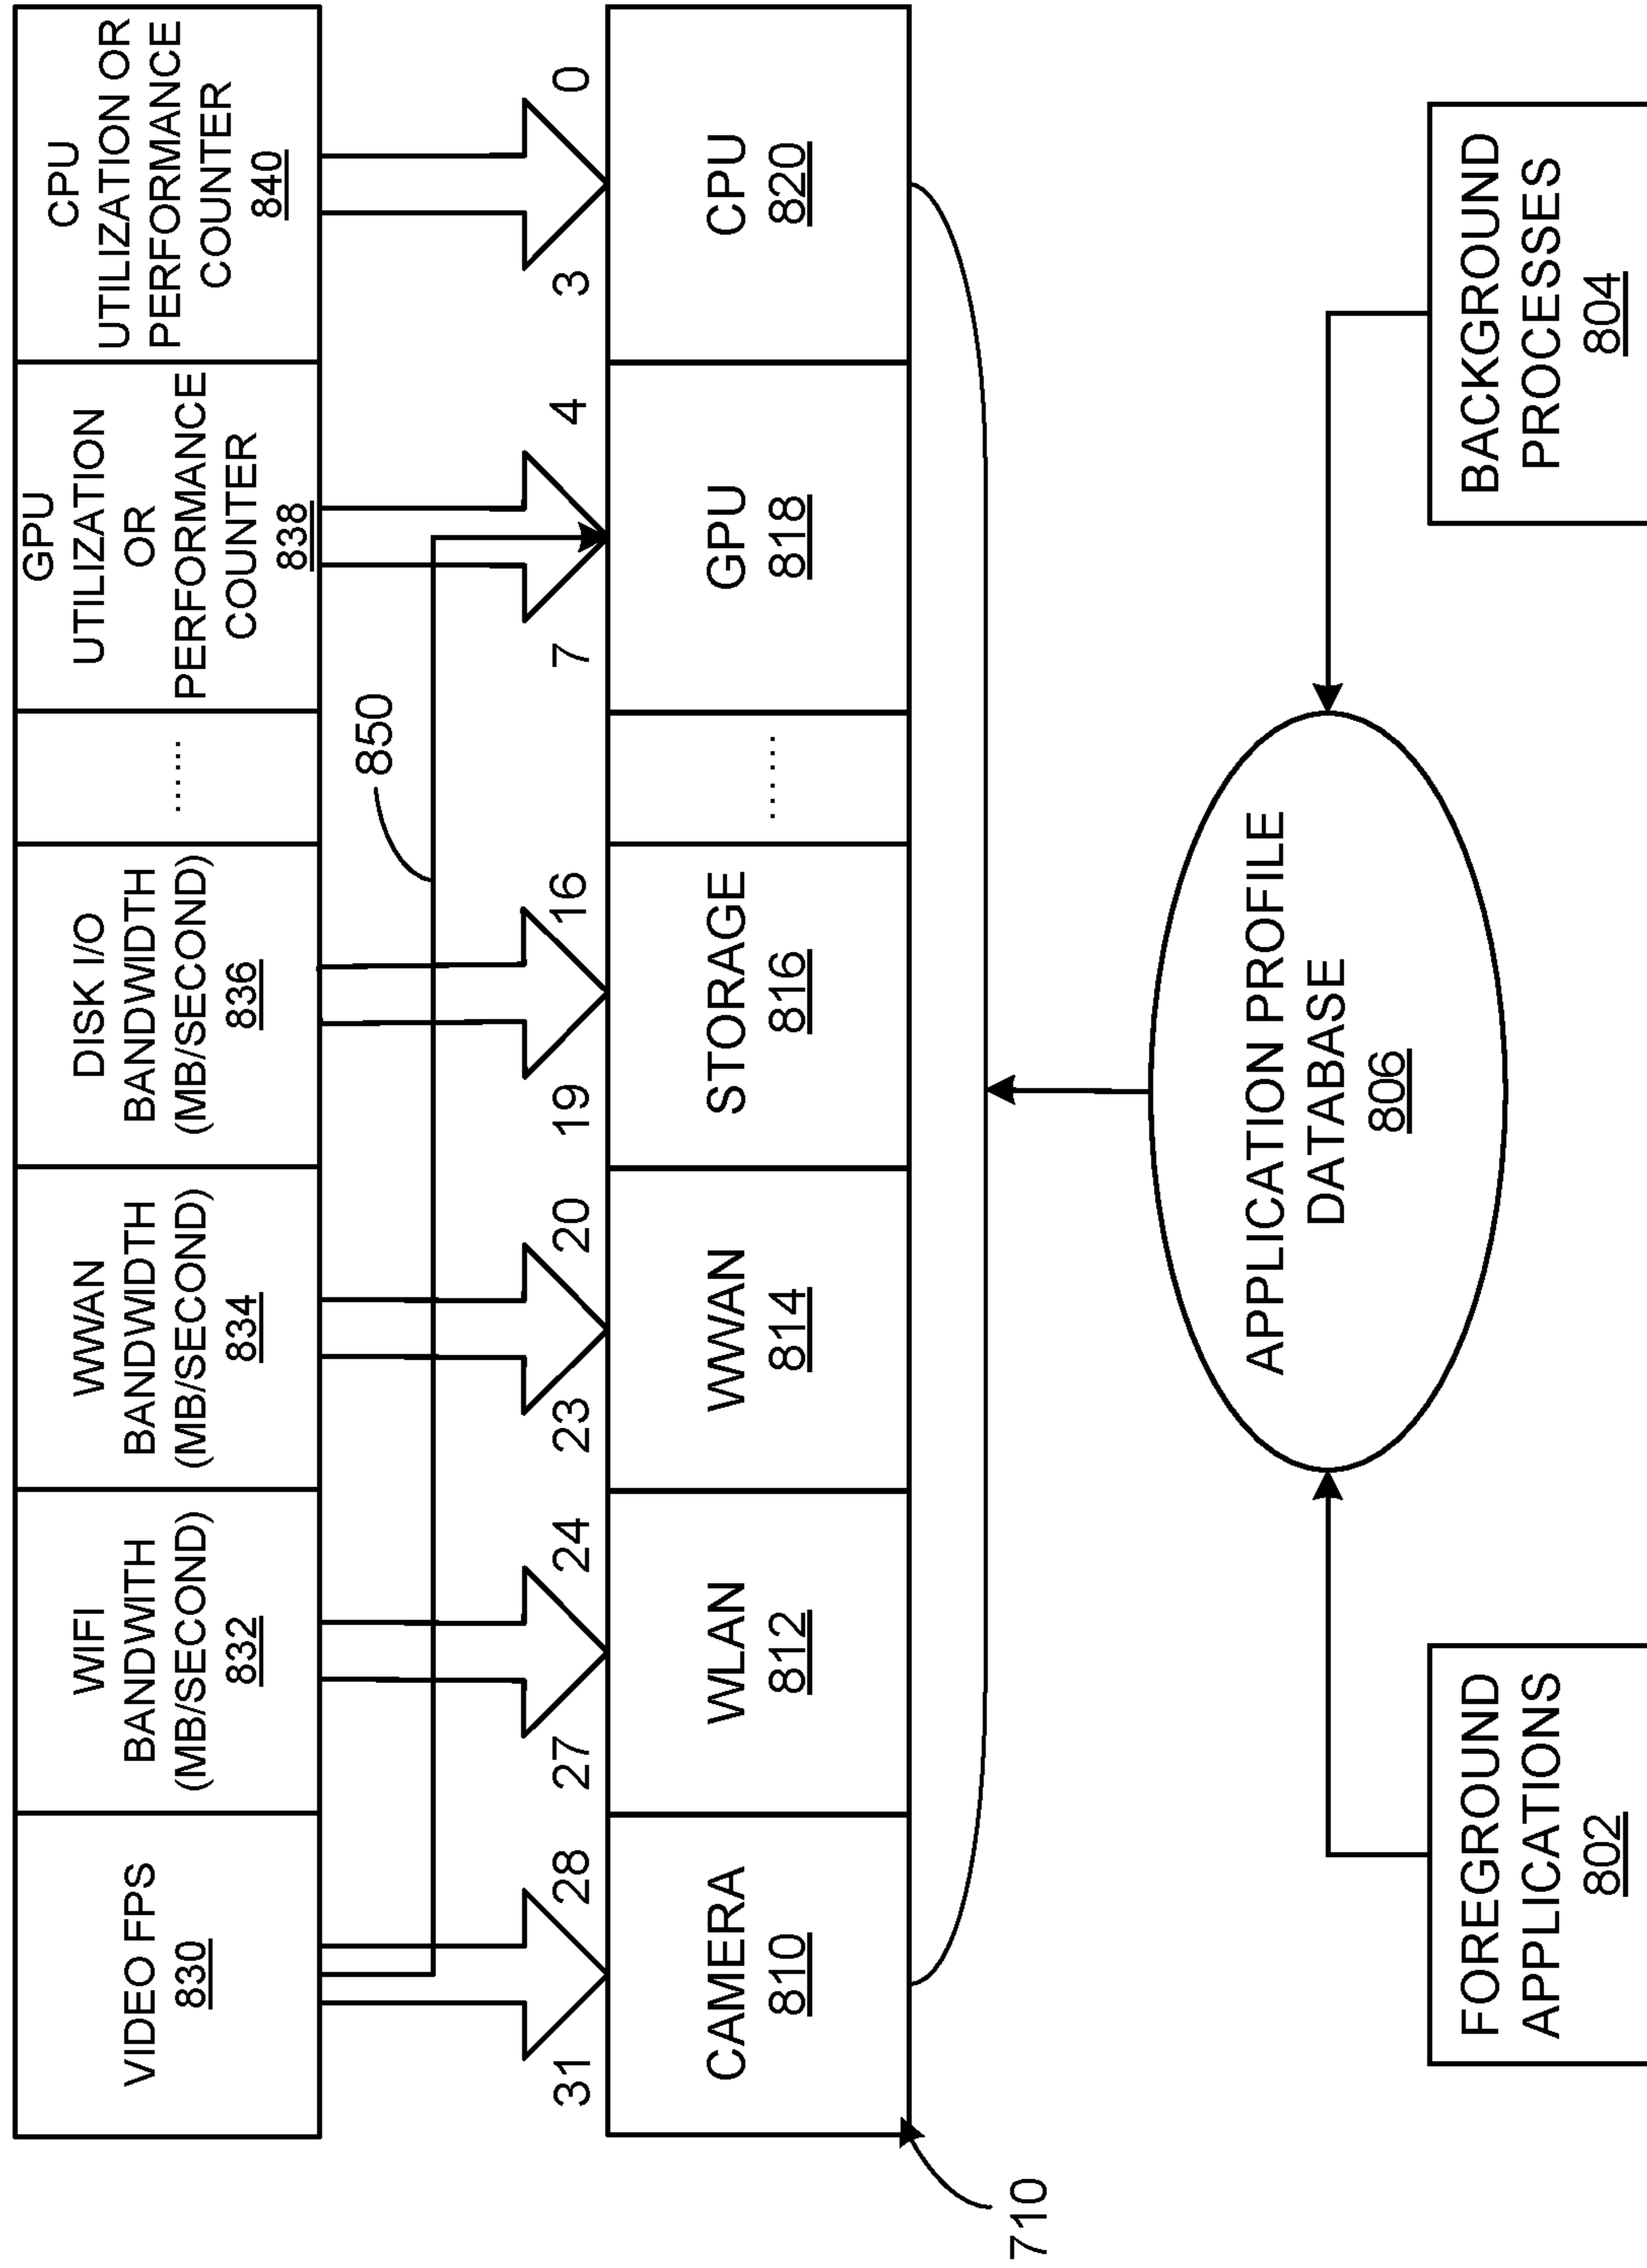 VIDEO FPS
830
WIFI
BANDWITH
(MB/SECOND)
832
WWAN
BANDWIDTH
(MB/SECOND)
834
DISK I/O
BANDWIDTH
(MB/SECOND)
836
......
GPU
UTILIZATION
OR
PERFORMANCE
COUNTER
838
CPU
UTILIZATION OR
PERFORMANCE
COUNTER
840
850
31 28 27 24 23 20 19 16 7 4 3 0
CAMERA
810
WLAN
812
WWAN
814
STORAGE
816
......
GPU
818
CPU
820
710
APPLICATION PROFILE
DATABASE
806
FOREGROUND
APPLICATIONS
802
BACKGROUND
PROCESSES
804